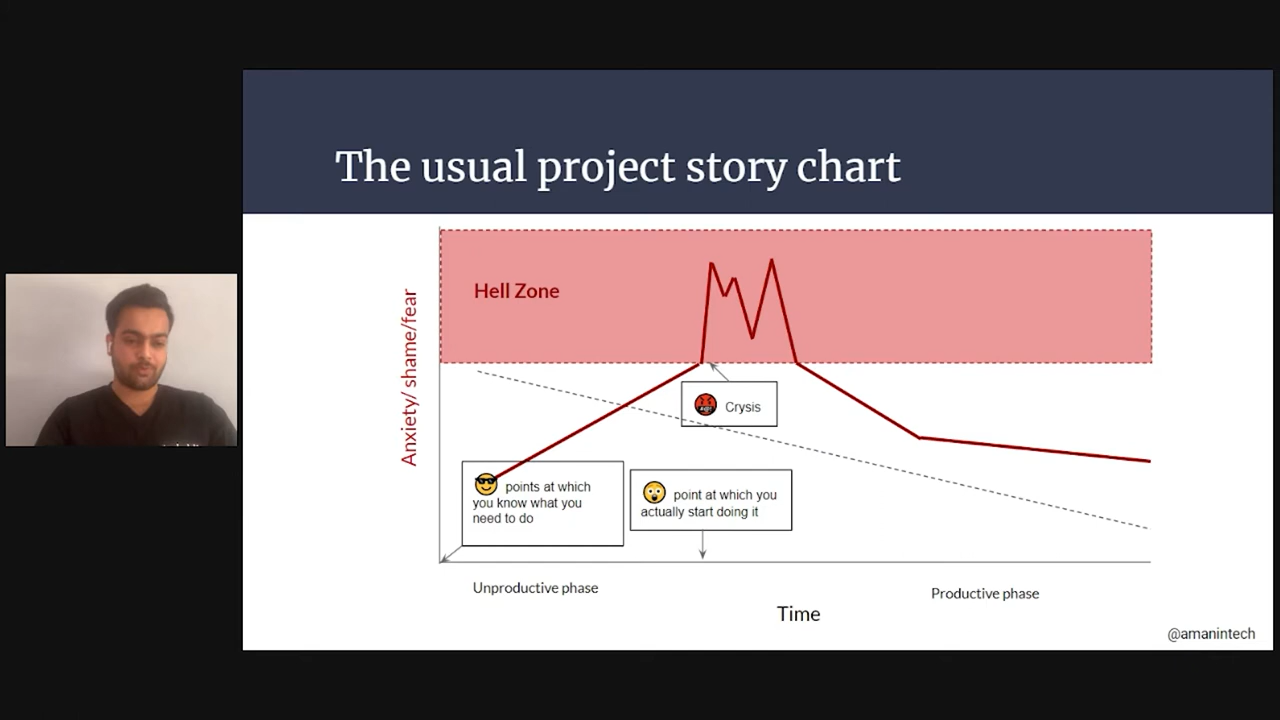 The usual project story chart
Hell Zone
Anxiety/ shame/fear
Crysis
points at which
you know what you
need to do
point at which you
actually start doing it
Unproductive phase
Productive phase
Time
@amanintech